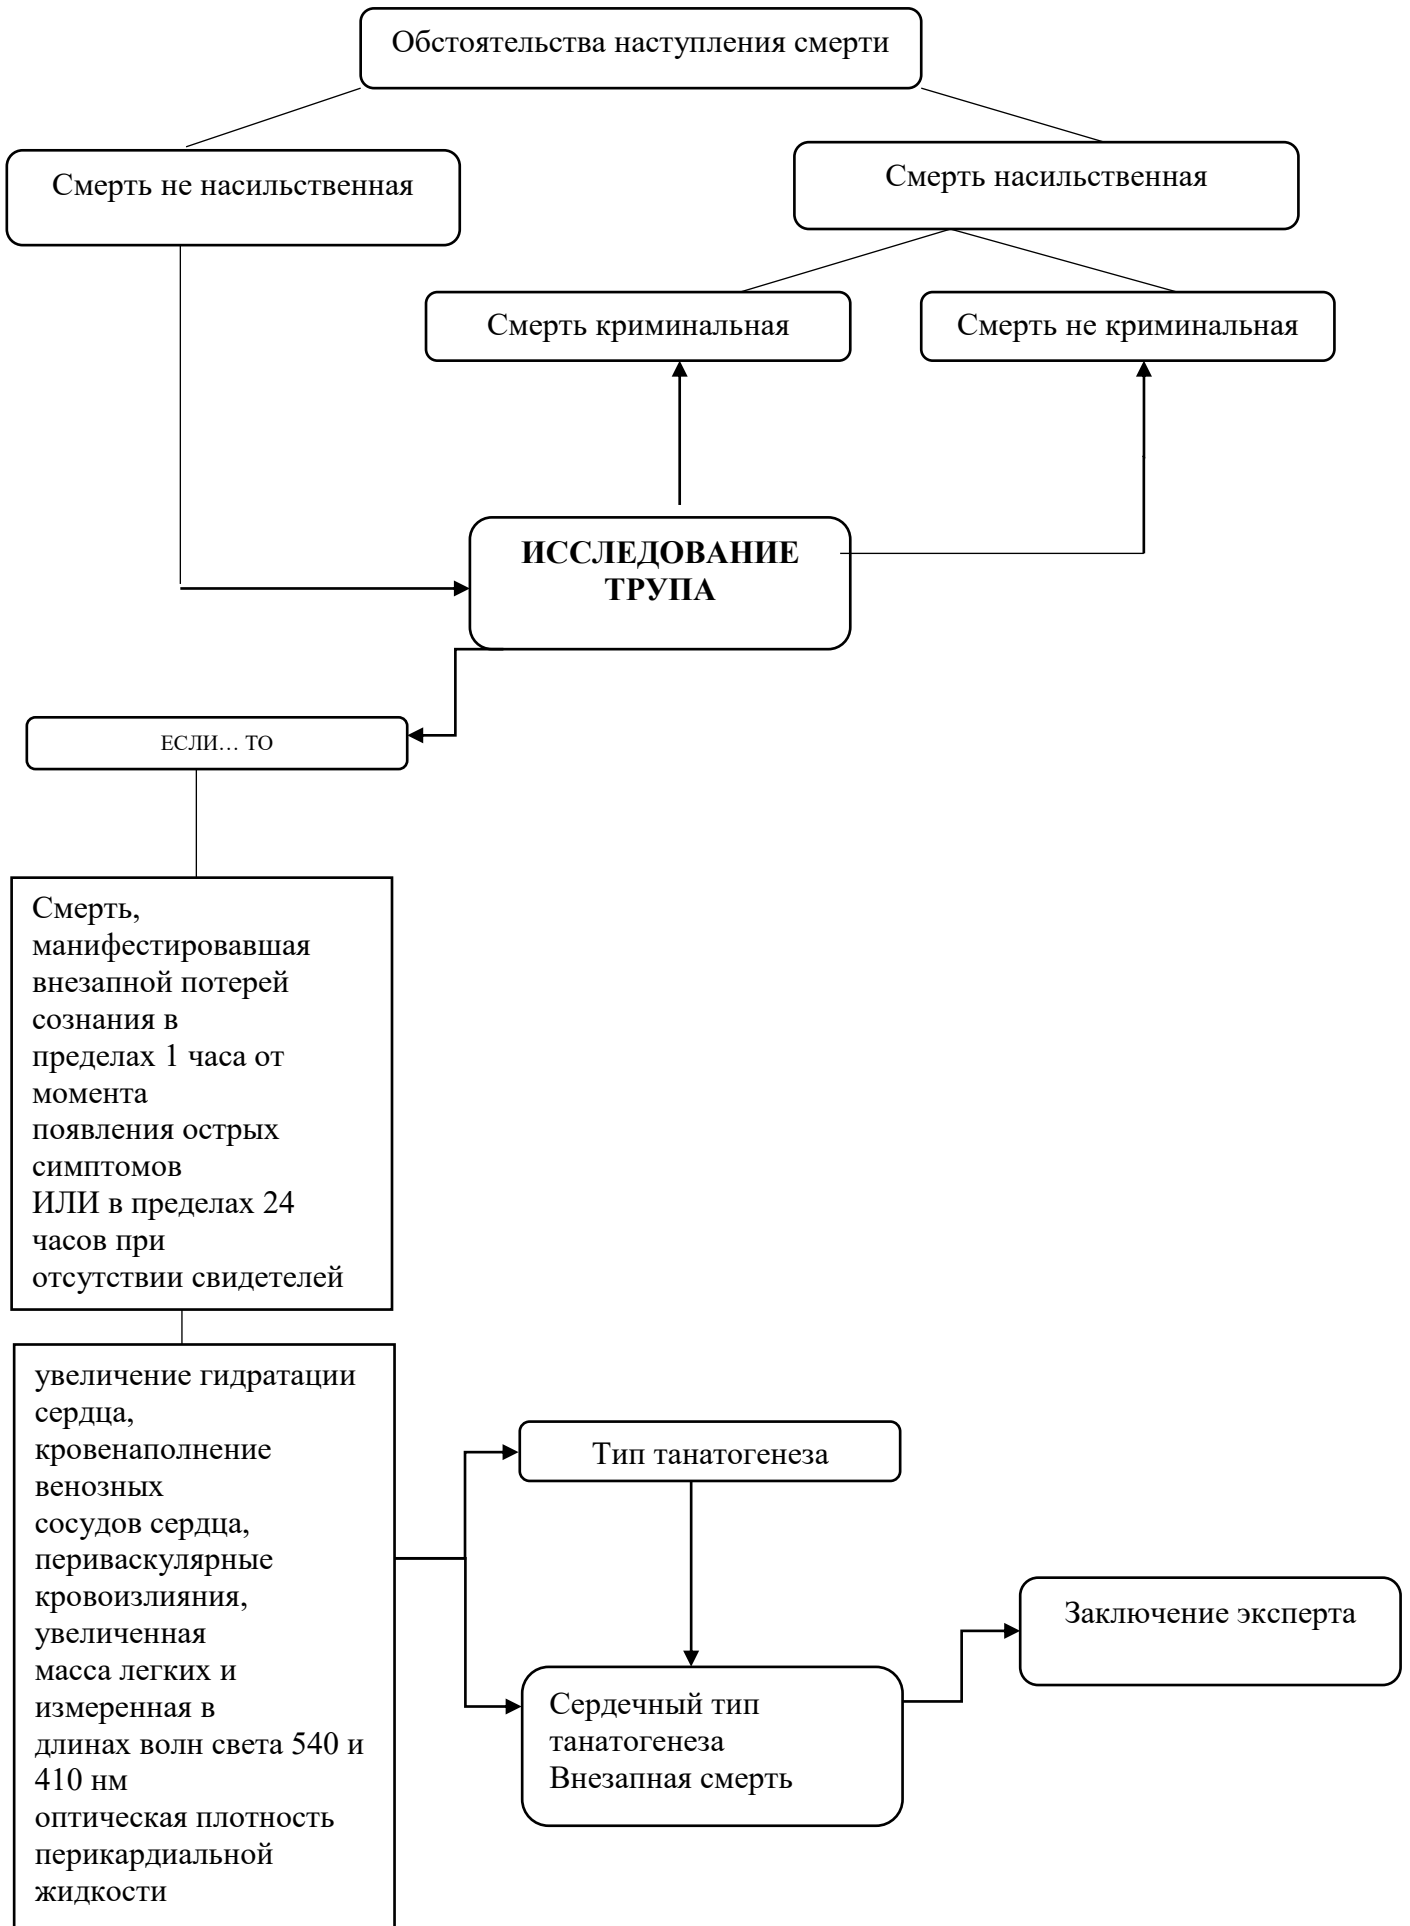 Обстоятельства наступления смерти
Смерть не насильственная
Смерть насильственная
Смерть криминальная
Смерть не криминальная
ИССЛЕДОВАНИЕ
ТРУПА
ЕСЛИ… ТО
Смерть,
манифестировавшая
внезапной потерей
сознания в
пределах 1 часа от
момента
появления острых
симптомов
ИЛИ в пределах 24
часов при
отсутствии свидетелей
увеличение гидратации
сердца,
кровенаполнение
венозных
сосудов сердца,
периваскулярные
кровоизлияния,
увеличенная
масса легких и
измеренная в
длинах волн света 540 и
410 нм
оптическая плотность
перикардиальной
жидкости
Тип танатогенеза
Сердечный тип
танатогенеза
Внезапная смерть
Заключение эксперта